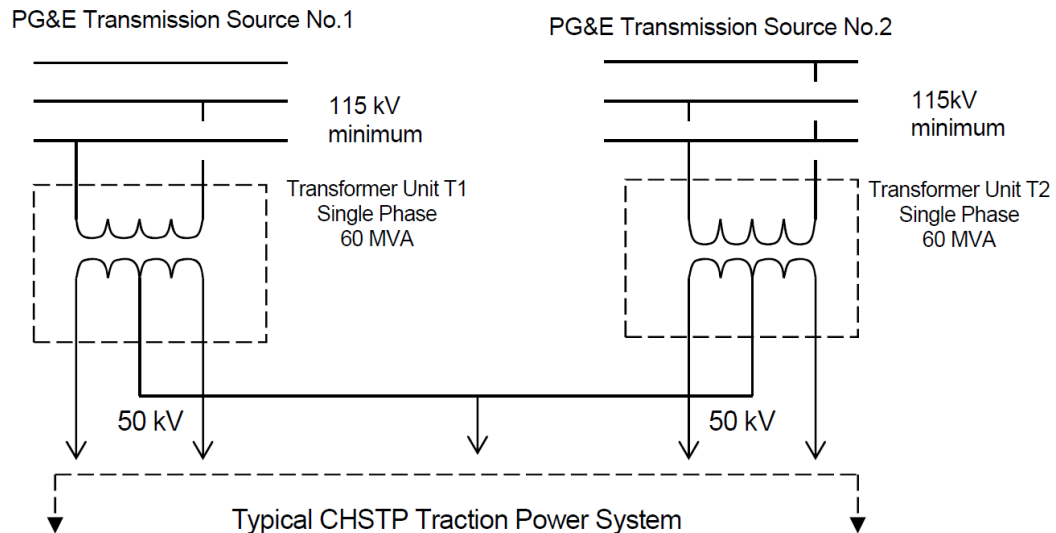 PG&E Transmission Source No.1
PG&E Transmission Source No.2
115 kV
minimum
115kV
minimum
Transformer Unit T1
Single Phase
60 MVA
Transformer Unit T2
Single Phase
60 MVA
50 kV
50 kV
Typical CHSTP Traction Power System